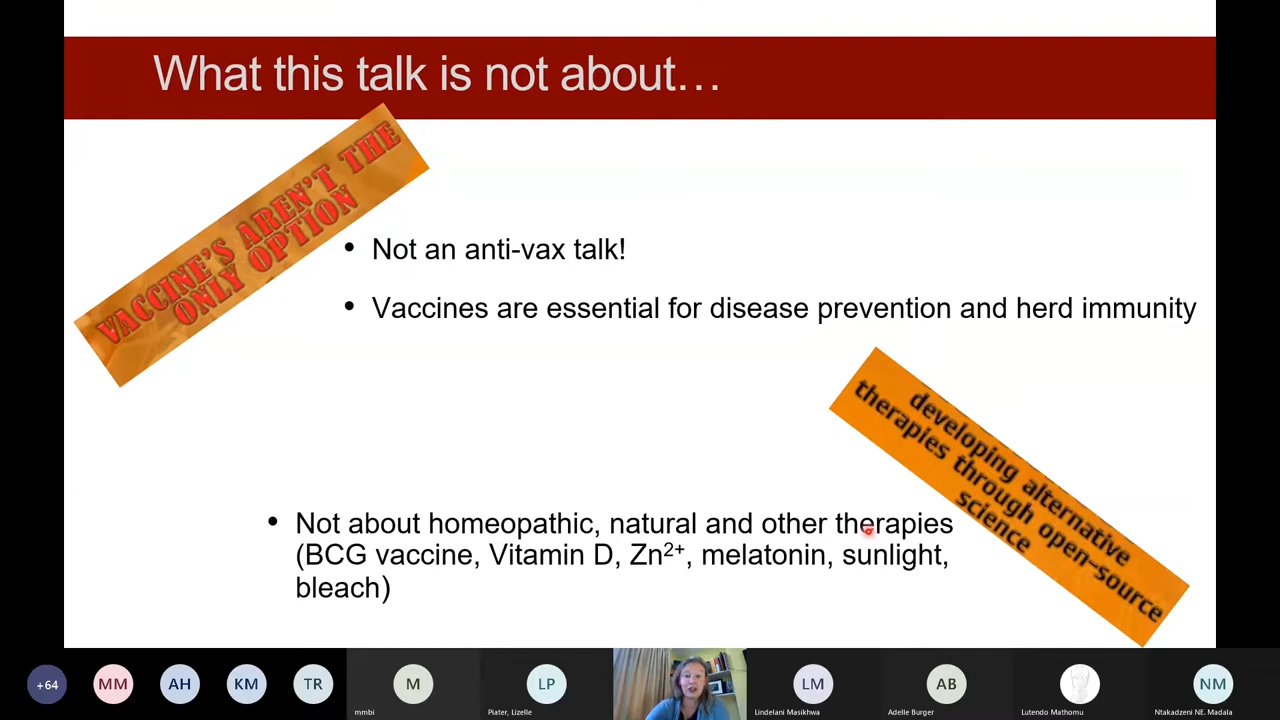 What this talk is not about…
VACCINE'S AREN'T THE
ONLY OPTION
• Not an anti-vax talk!
• Vaccines are essential for disease prevention and herd immunity
developing alternative
therapies through open-source
science
• Not about homeopathic, natural and other therapies
(BCG vaccine, Vitamin D, Zn²⁺, melatonin, sunlight,
bleach)
+64
MM
AH
KM
TR
M
mmbi
LP
Piater, Lizelle
LM
Lindelani Masikhwa
AB
Adelle Burger
Lutendo Mathomu
NM
Ntakadzeni NE. Madala